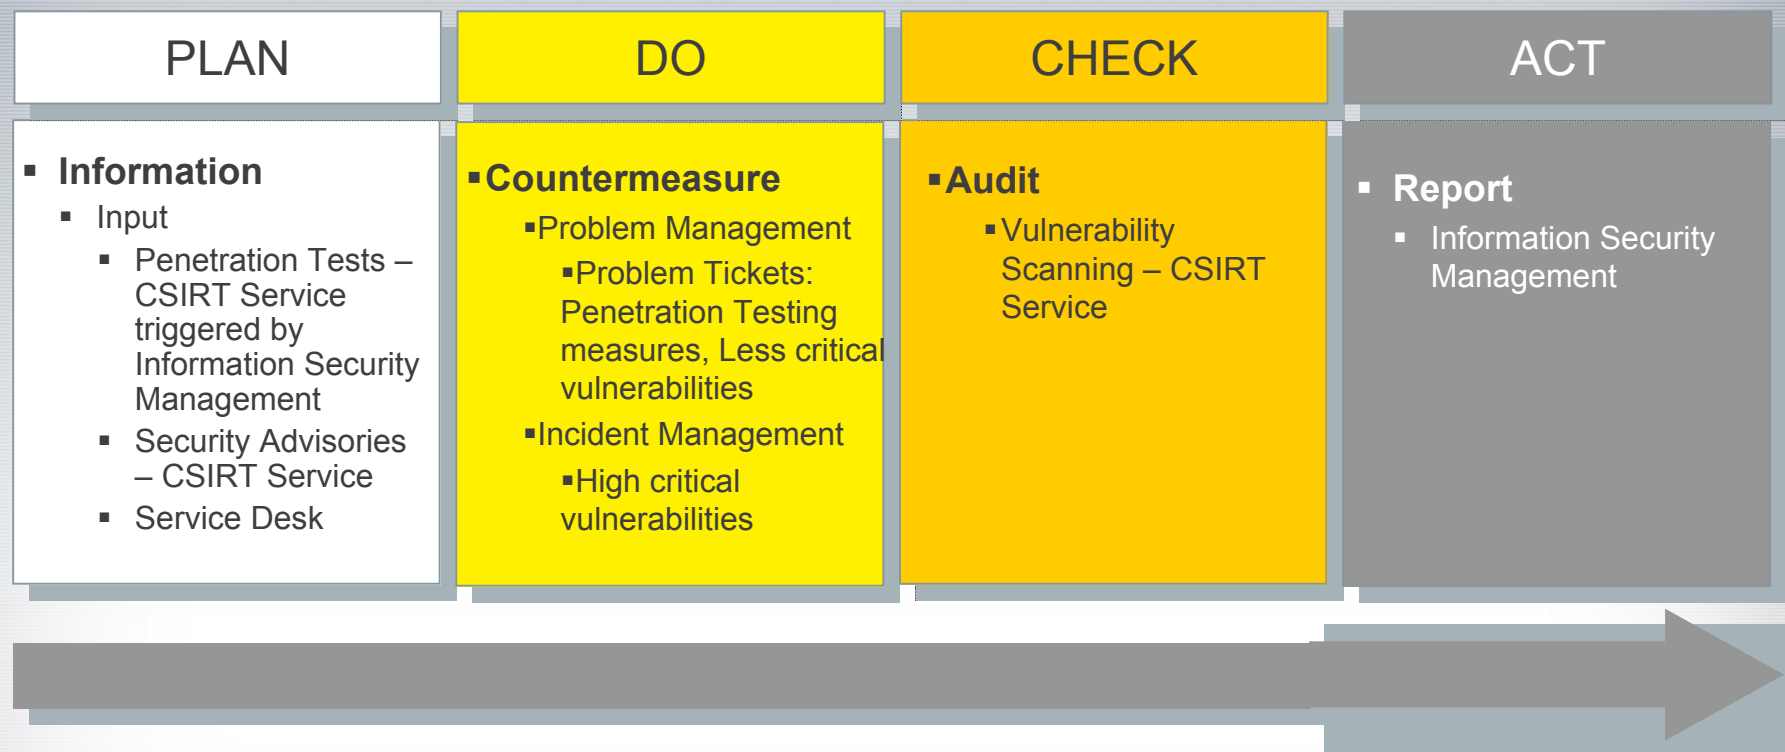 PLAN
DO
CHECK
ACT
▪ Information
▪ Input
▪ Penetration Tests –
CSIRT Service
triggered by
Information Security
Management
▪ Security Advisories
– CSIRT Service
▪ Service Desk
▪Countermeasure
▪Problem Management
▪Problem Tickets:
Penetration Testing
measures, Less critical
vulnerabilities
▪Incident Management
▪High critical
vulnerabilities
▪Audit
▪Vulnerability
Scanning – CSIRT
Service
▪ Report
▪ Information Security
Management